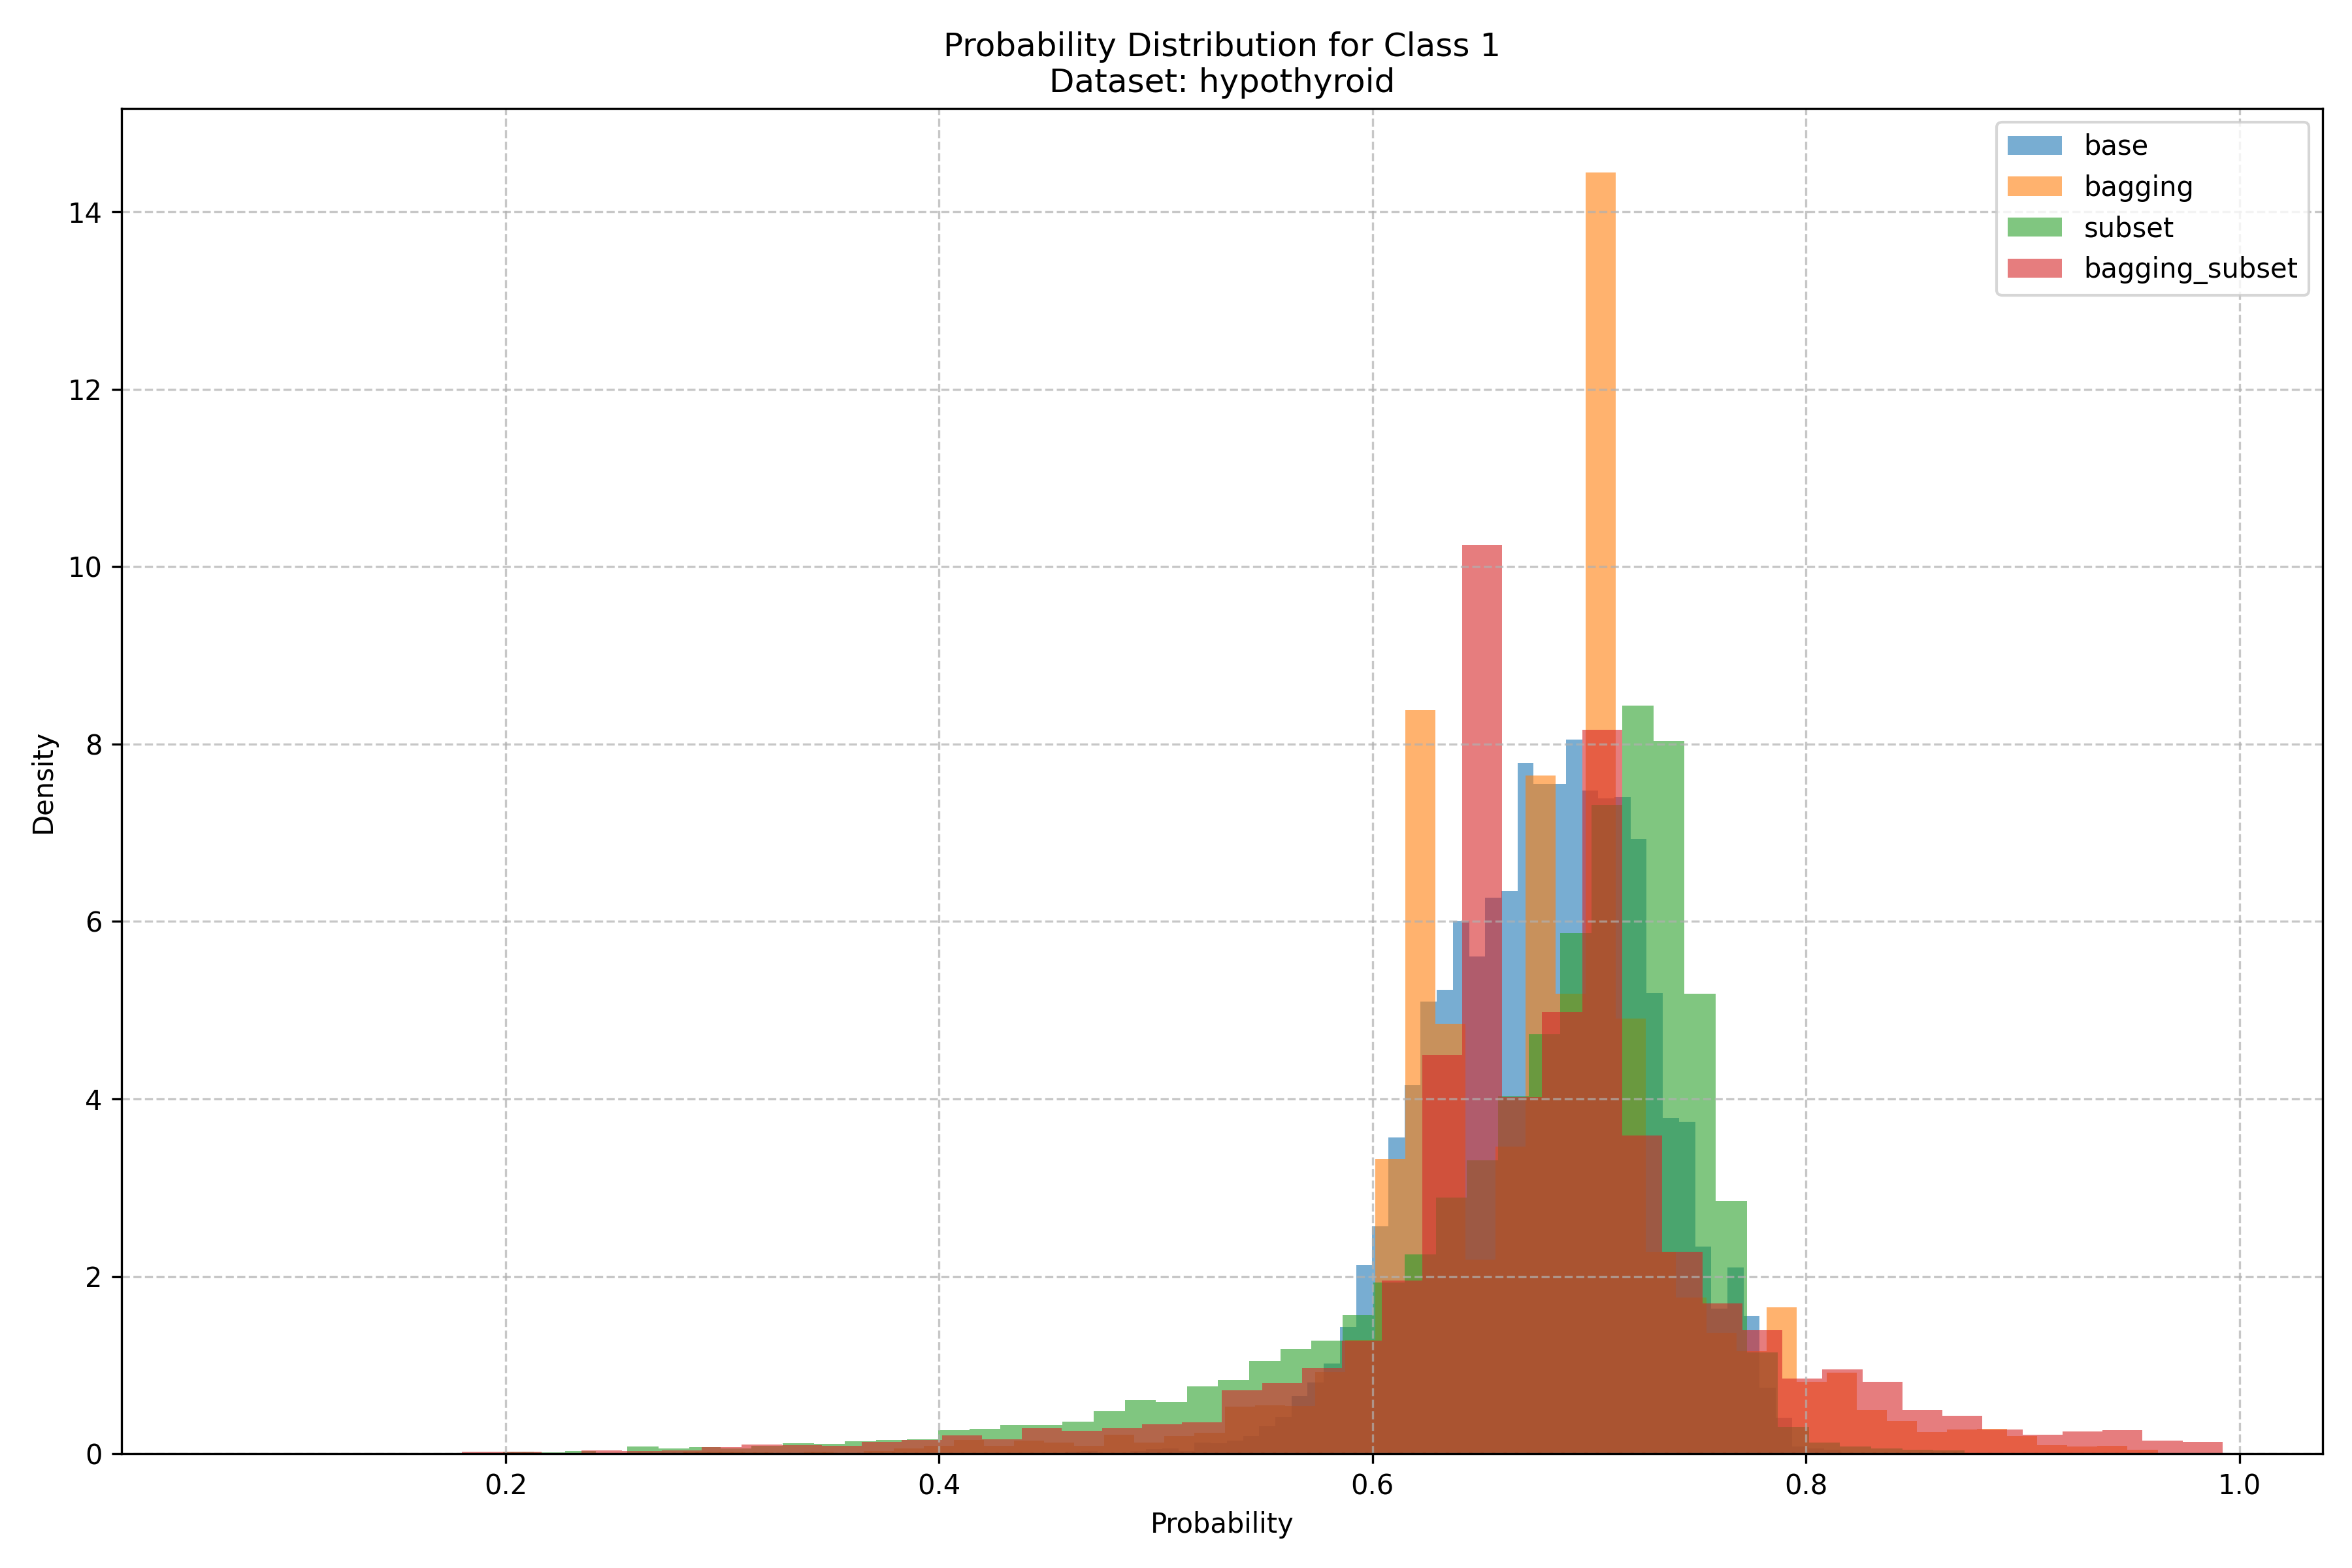 Probability Distribution for Class 1
Dataset: hypothyroid
base
bagging
subset
bagging_subset
14
12
10
8
6
4
2
0
Density
0.2
0.4
0.6
0.8
1.0
Probability